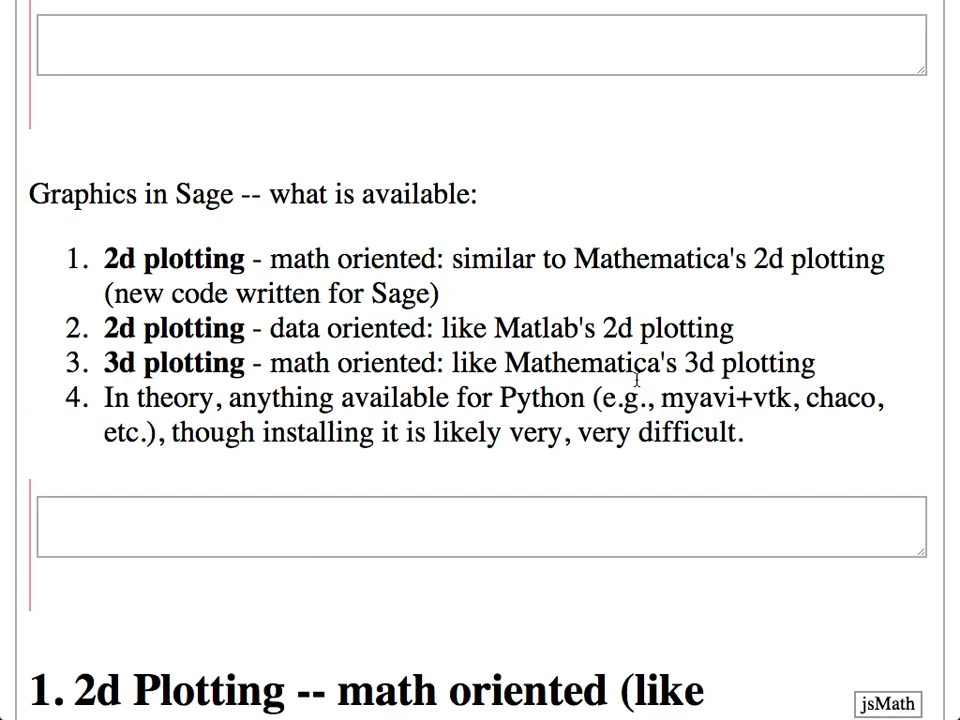 Graphics in Sage -- what is available:
1. 2d plotting - math oriented: similar to Mathematica's 2d plotting
(new code written for Sage)
2. 2d plotting - data oriented: like Matlab's 2d plotting
3. 3d plotting - math oriented: like Mathematica's 3d plotting
4. In theory, anything available for Python (e.g., myavi+vtk, chaco,
etc.), though installing it is likely very, very difficult.
1. 2d Plotting -- math oriented (like
jsMath